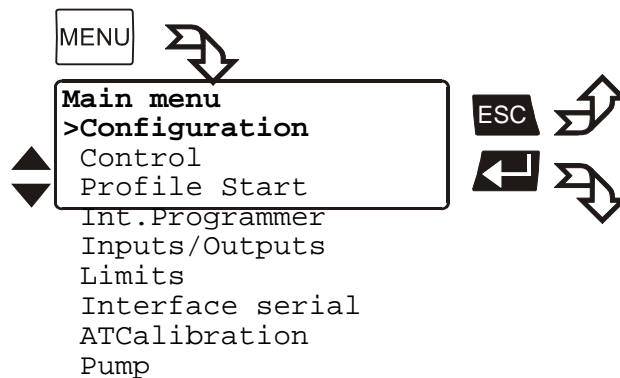 MENU
Main menu
>Configuration
Control
Profile Start
Int.Programmer
Inputs/Outputs
Limits
Interface serial
ATCalibration
Pump
ESC